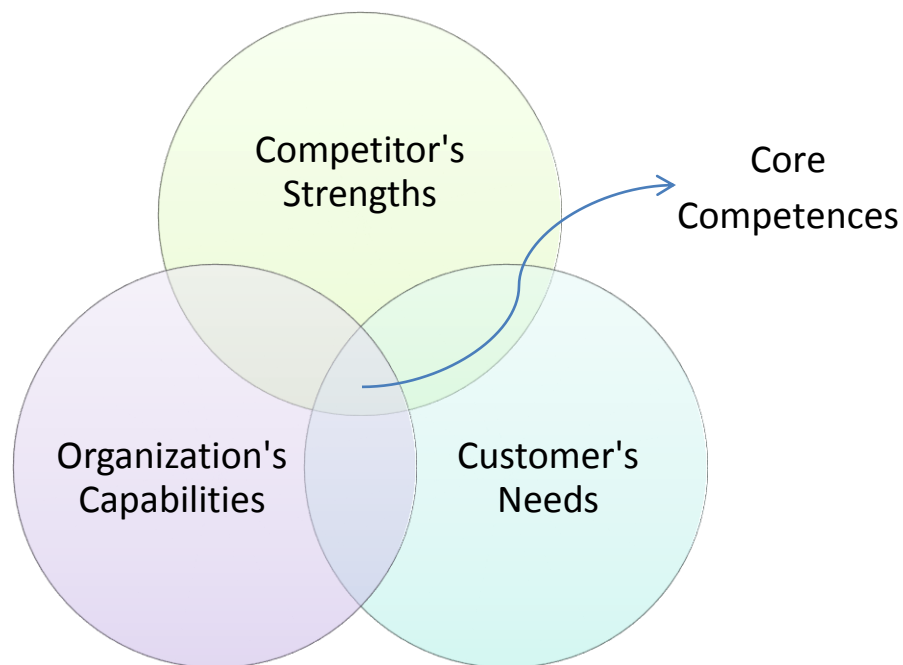 Competitor's
Strengths
Core
Competences
Organization's
Capabilities
Customer's
Needs